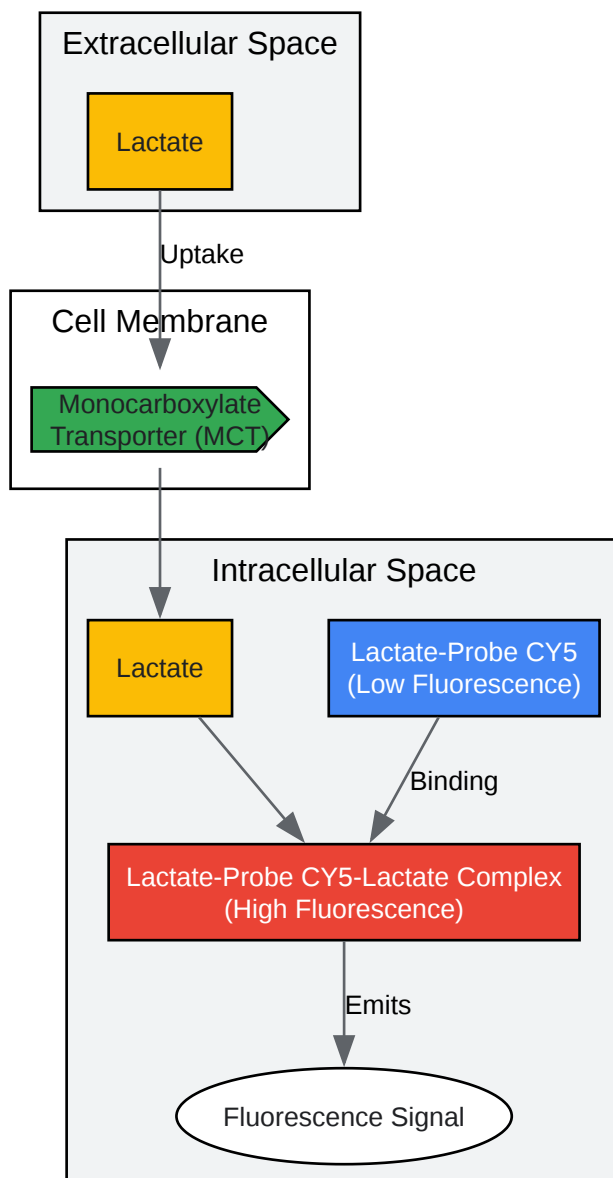 Extracellular Space
Lactate
Uptake
Cell Membrane
Monocarboxylate
Transporter (MCT)
Intracellular Space
Lactate
Lactate-Probe CY5
(Low Fluorescence)
Binding
Lactate-Probe CY5-Lactate Complex
(High Fluorescence)
Emits
Fluorescence Signal